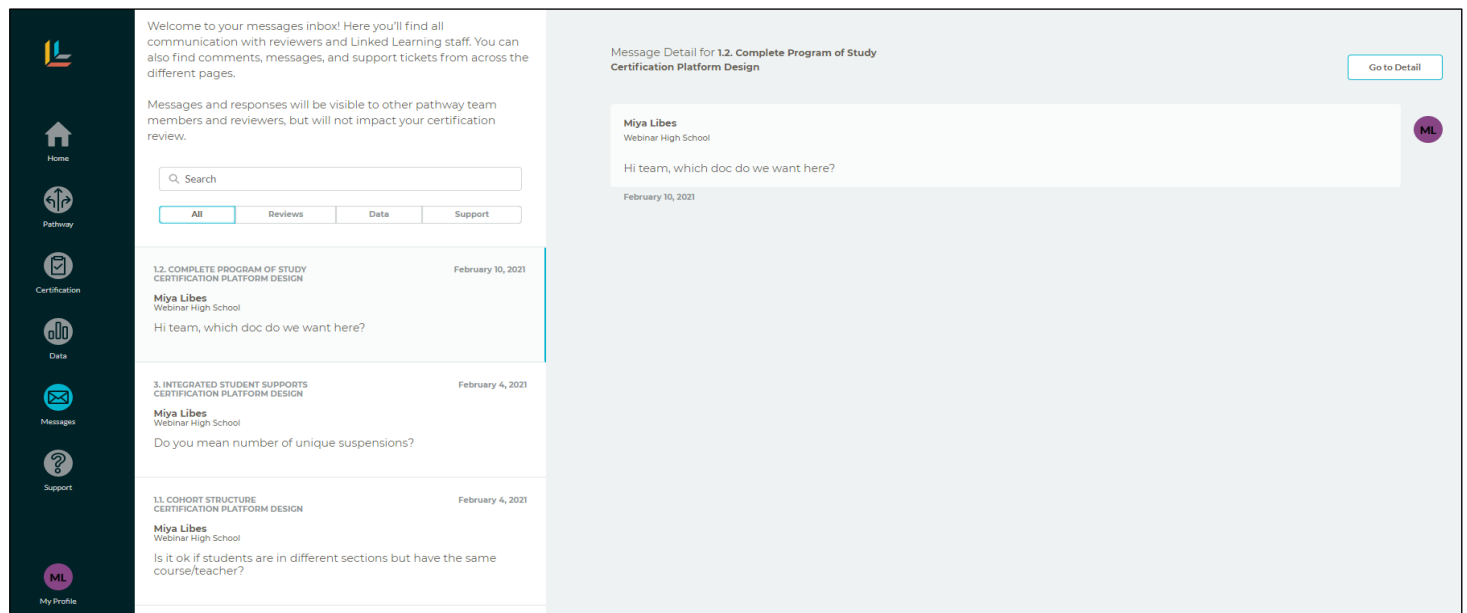 Home
Pathway
Certification
Data
Messages
Support
ML
My Profile
Welcome to your messages inbox! Here you'll find all
communication with reviewers and Linked Learning staff. You can
also find comments, messages, and support tickets from across the
different pages.
Messages and responses will be visible to other pathway team
members and reviewers, but will not impact your certification
review.
Search
All Reviews Data Support
1.2. COMPLETE PROGRAM OF STUDY February 10, 2021
CERTIFICATION PLATFORM DESIGN
Miya Libes
Webinar High School
Hi team, which doc do we want here?
3. INTEGRATED STUDENT SUPPORTS February 4, 2021
CERTIFICATION PLATFORM DESIGN
Miya Libes
Webinar High School
Do you mean number of unique suspensions?
1.1. COHORT STRUCTURE February 4, 2021
CERTIFICATION PLATFORM DESIGN
Miya Libes
Webinar High School
Is it ok if students are in different sections but have the same
course/teacher?
Message Detail for 1.2. Complete Program of Study
Certification Platform Design
Go to Detail
Miya Libes
Webinar High School
ML
Hi team, which doc do we want here?
February 10, 2021